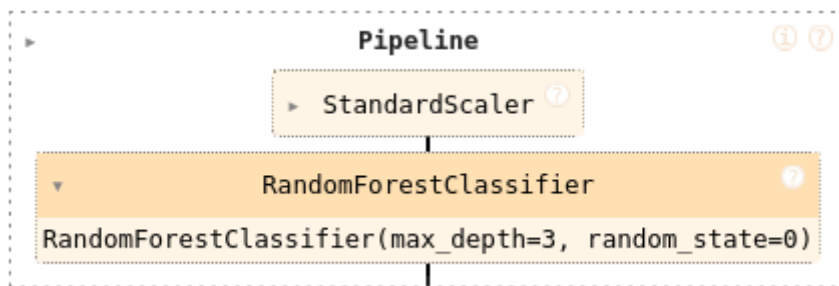 Pipeline i ?
StandardScaler ?
RandomForestClassifier ?
RandomForestClassifier(max_depth=3, random_state=0)